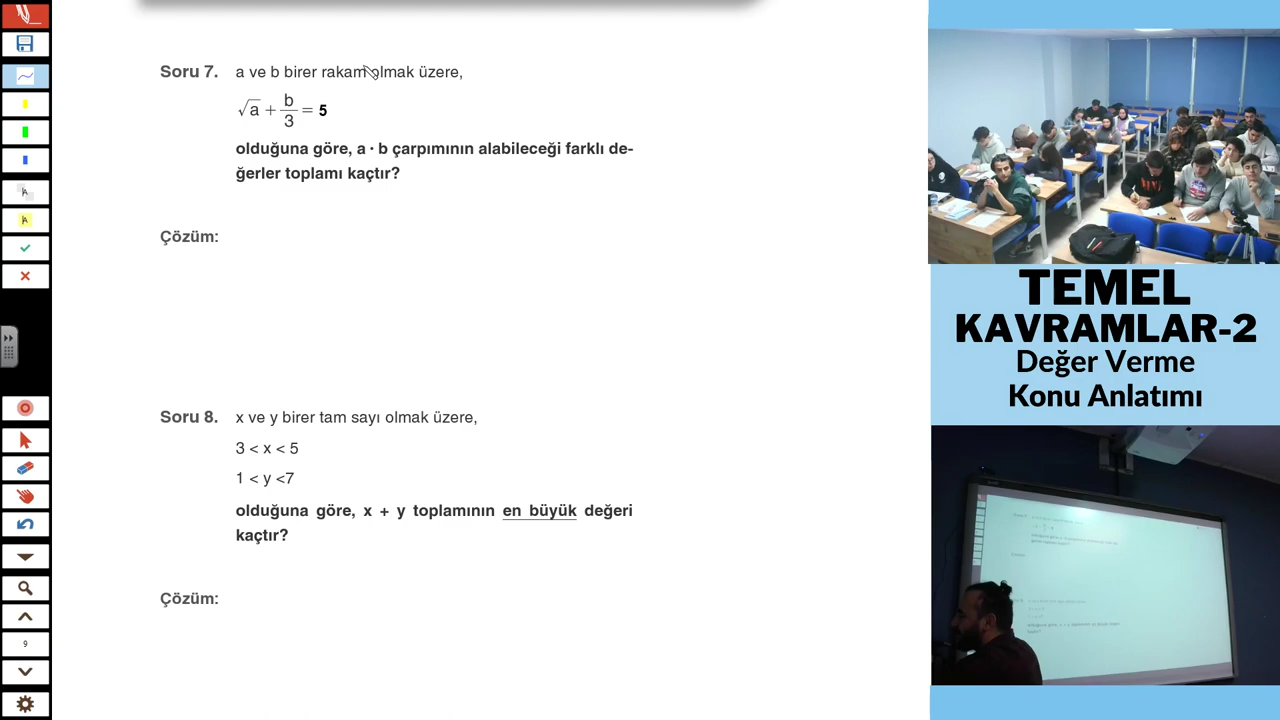 Soru 7. a ve b birer rakam olmak üzere,
√a + b/3 = 5
olduğuna göre, a · b çarpımının alabileceği farklı de-
ğerler toplamı kaçtır?
Çözüm:
Soru 8. x ve y birer tam sayı olmak üzere,
3 < x < 5
1 < y <7
olduğuna göre, x + y toplamının en büyük değeri
kaçtır?
Çözüm:
9
TEMEL
KAVRAMLAR-2
Değer Verme
Konu Anlatımı